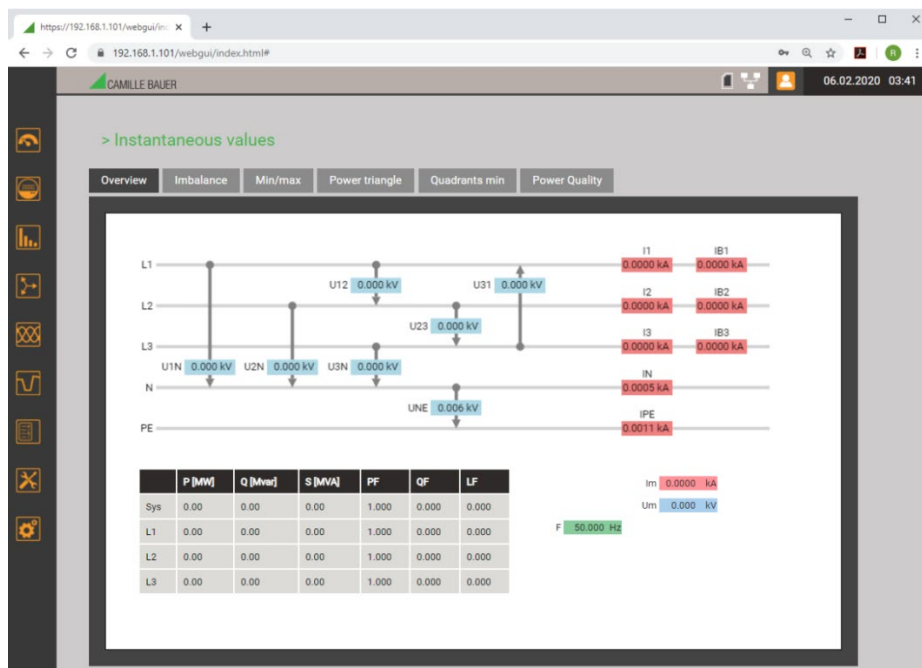 https://192.168.1.101/webgui/in
192.168.1.101/webgui/index.html#
R
CAMILLE BAUER
06.02.2020 03:41
> Instantaneous values
Overview Imbalance Min/max Power triangle Quadrants min Power Quality
I1 IB1
L1 0.0000 kA 0.0000 kA
U12 0.000 kV U31 0.000 kV
I2 IB2
L2 0.0000 kA 0.0000 kA
U23 0.000 kV
I3 IB3
L3 0.0000 kA 0.0000 kA
U1N 0.000 kV U2N 0.000 kV U3N 0.000 kV
IN
N 0.0005 kA
UNE 0.006 kV
IPE
PE 0.0011 kA
P [MW] Q [Mvar] S [MVA] PF QF LF
Sys 0.00 0.00 0.00 1.000 0.000 0.000
L1 0.00 0.00 0.00 1.000 0.000 0.000
L2 0.00 0.00 0.00 1.000 0.000 0.000
L3 0.00 0.00 0.00 1.000 0.000 0.000
Im 0.0000 kA
Um 0.000 kV
F 50.000 Hz